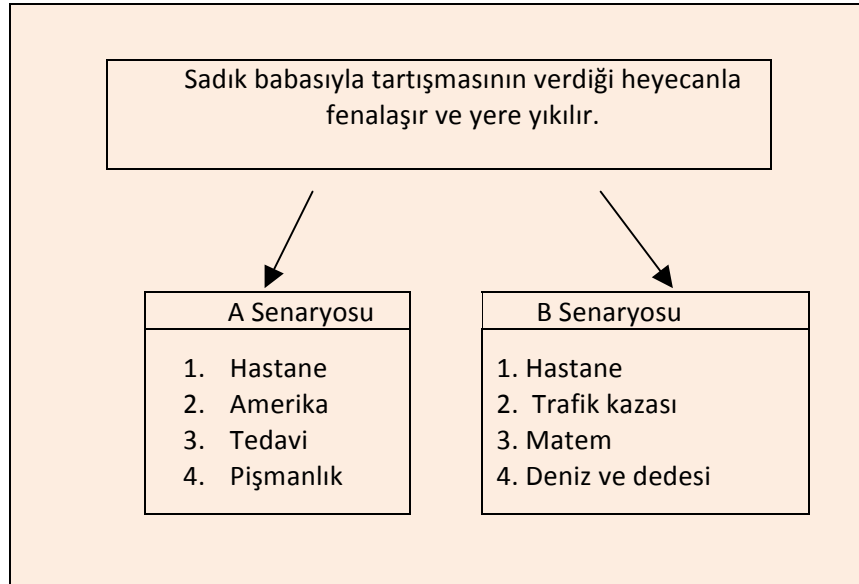 Sadık babasıyla tartışmasının verdiği heyecanla
fenalaşır ve yere yıkılır.
A Senaryosu
1. Hastane
2. Amerika
3. Tedavi
4. Pişmanlık
B Senaryosu
1. Hastane
2. Trafik kazası
3. Matem
4. Deniz ve dedesi